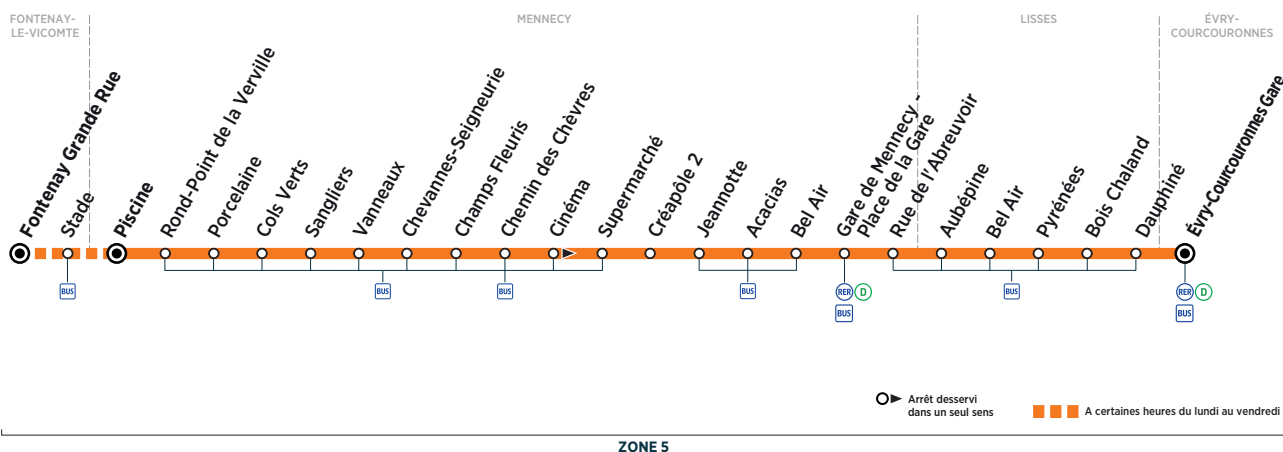 FONTENAY-
LE-VICOMTE
MENNECY
LISSES
ÉVRY-
COURCOURONNES
Fontenay Grande Rue
Stade
Piscine
Rond-Point de la Verville
Porcelaine
Cols Verts
Sangliers
Vanneaux
Chevannes-Seigneurie
Champs Fleuris
Chemin des Chèvres
Cinéma
Supermarché
Créapôle 2
Jeannotte
Acacias
Bel Air
Gare de Mennecy -
Place de la Gare
Rue de l'Abreuvoir
Aubépine
Bel Air
Pyrénées
Bois Chaland
Dauphiné
Évry-Courcouronnes Gare
BUS
BUS
BUS
BUS
RER D
BUS
BUS
RER D
BUS
Arrêt desservi
dans un seul sens
A certaines heures du lundi au vendredi
ZONE 5